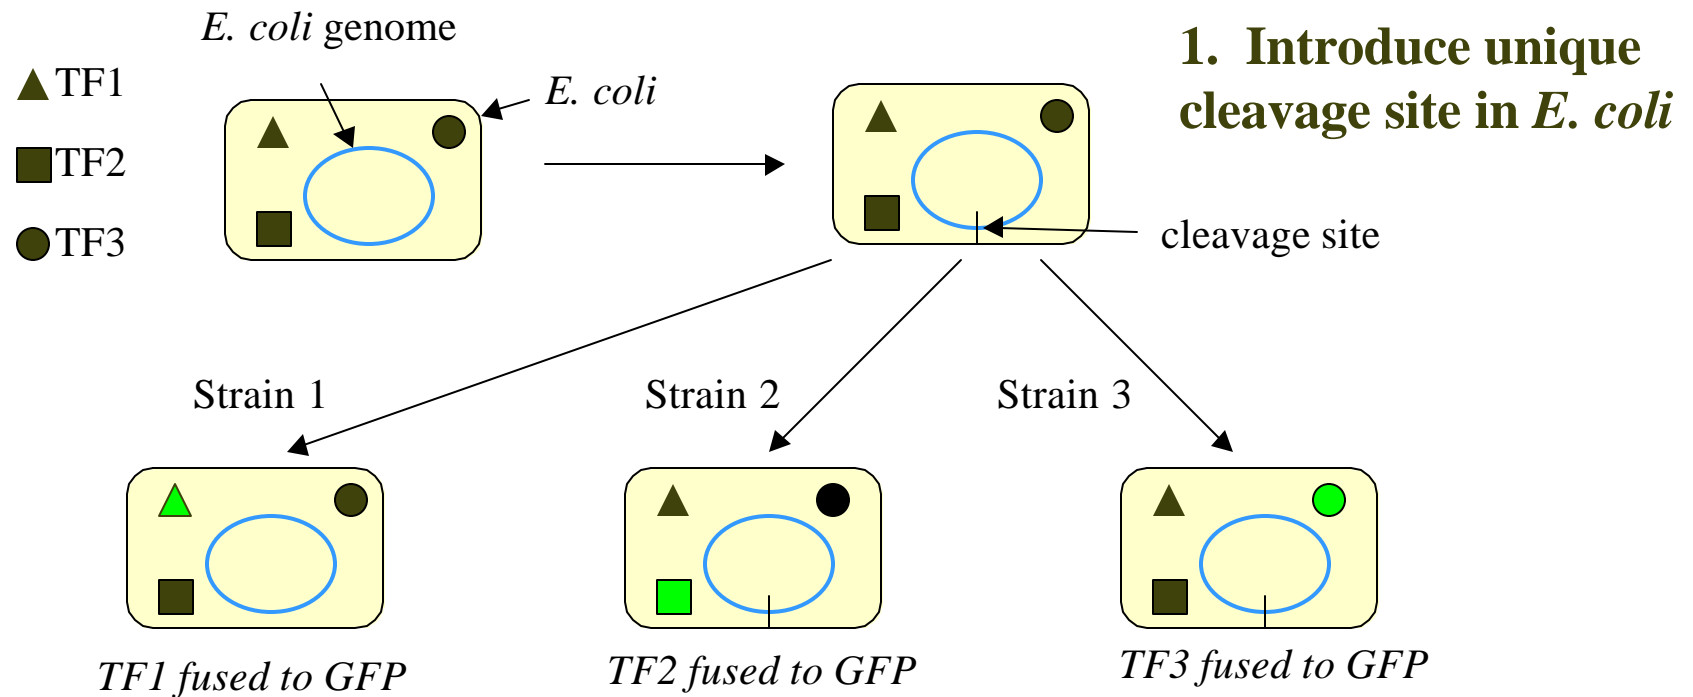 E. coli genome
1. Introduce unique
cleavage site in E. coli
TF1
E. coli
TF2
TF3
cleavage site
Strain 1
Strain 2
Strain 3
TF1 fused to GFP
TF2 fused to GFP
TF3 fused to GFP